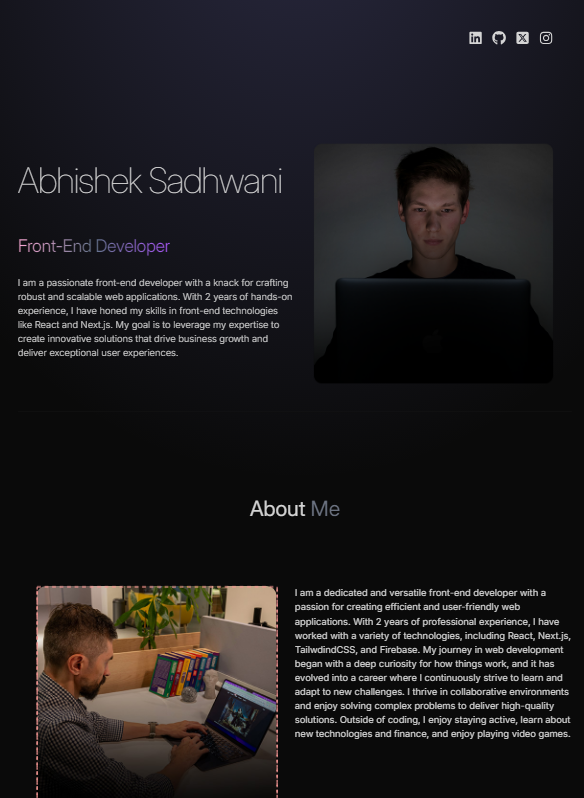 Abhishek Sadhwani
Front-End Developer
I am a passionate front-end developer with a knack for crafting
robust and scalable web applications. With 2 years of hands-on
experience, I have honed my skills in front-end technologies
like React and Next.js. My goal is to leverage my expertise to
create innovative solutions that drive business growth and
deliver exceptional user experiences.
About Me
I am a dedicated and versatile front-end developer with a
passion for creating efficient and user-friendly web
applications. With 2 years of professional experience, I have
worked with a variety of technologies, including React, Next.js,
TailwdindCSS, and Firebase. My journey in web development
began with a deep curiosity for how things work, and it has
evolved into a career where I continuously strive to learn and
adapt to new challenges. I thrive in collaborative environments
and enjoy solving complex problems to deliver high-quality
solutions. Outside of coding, I enjoy staying active, learn about
new technologies and finance, and enjoy playing video games.